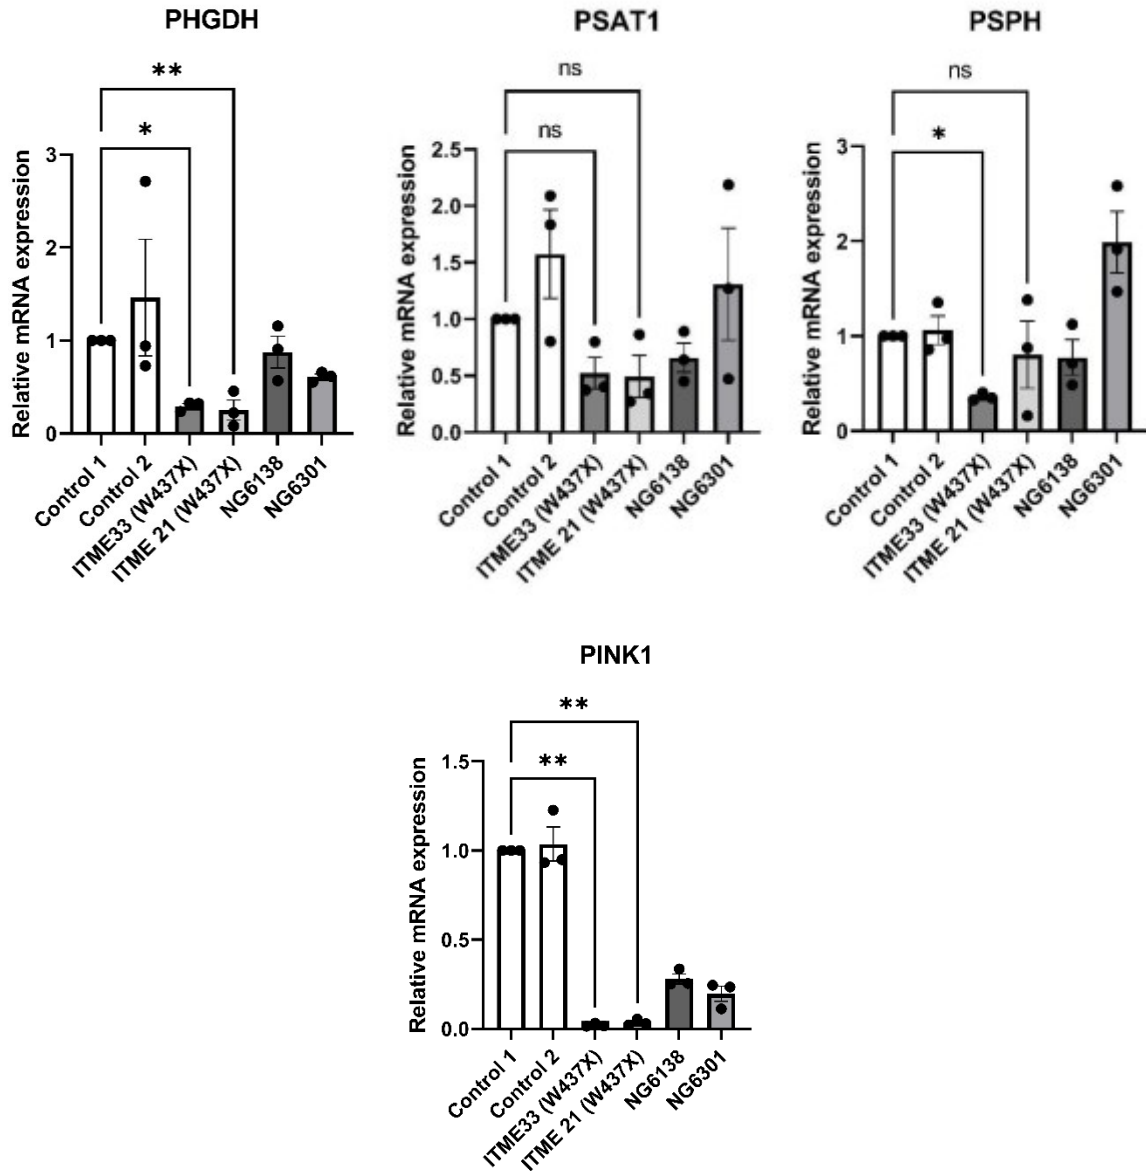 PHGDH
**
*
Relative mRNA expression
3
2
1
0
Control 1
Control 2
ITME33 (W437X)
ITME 21 (W437X)
NG6138
NG6301
PSAT1
ns
ns
Relative mRNA expression
2.5
2.0
1.5
1.0
0.5
0.0
Control 1
Control 2
ITME33 (W437X)
ITME 21 (W437X)
NG6138
NG6301
PSPH
ns
*
Relative mRNA expression
3
2
1
0
Control 1
Control 2
ITME33 (W437X)
ITME 21 (W437X)
NG6138
NG6301
PINK1
**
**
Relative mRNA expression
1.5
1.0
0.5
0.0
Control 1
Control 2
ITME33 (W437X)
ITME 21 (W437X)
NG6138
NG6301